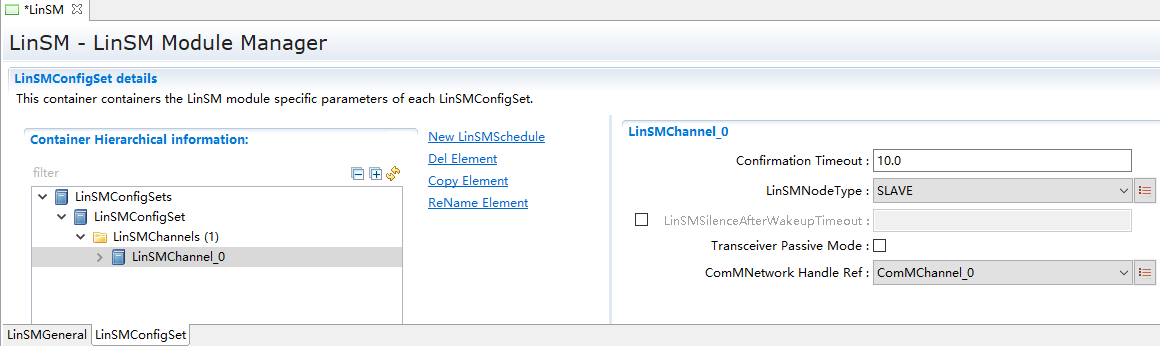 *LinSM
LinSM - LinSM Module Manager
LinSMConfigSet details
This container containers the LinSM module specific parameters of each LinSMConfigSet.
Container Hierarchical information:
filter
LinSMConfigSets
LinSMConfigSet
LinSMChannels (1)
LinSMChannel_0
New LinSMSchedule
Del Element
Copy Element
ReName Element
LinSMChannel_0
Confirmation Timeout : 10.0
LinSMNodeType : SLAVE
LinSMSilenceAfterWakeupTimeout :
Transceiver Passive Mode :
ComMNetwork Handle Ref : ComMChannel_0
LinSMGeneral LinSMConfigSet